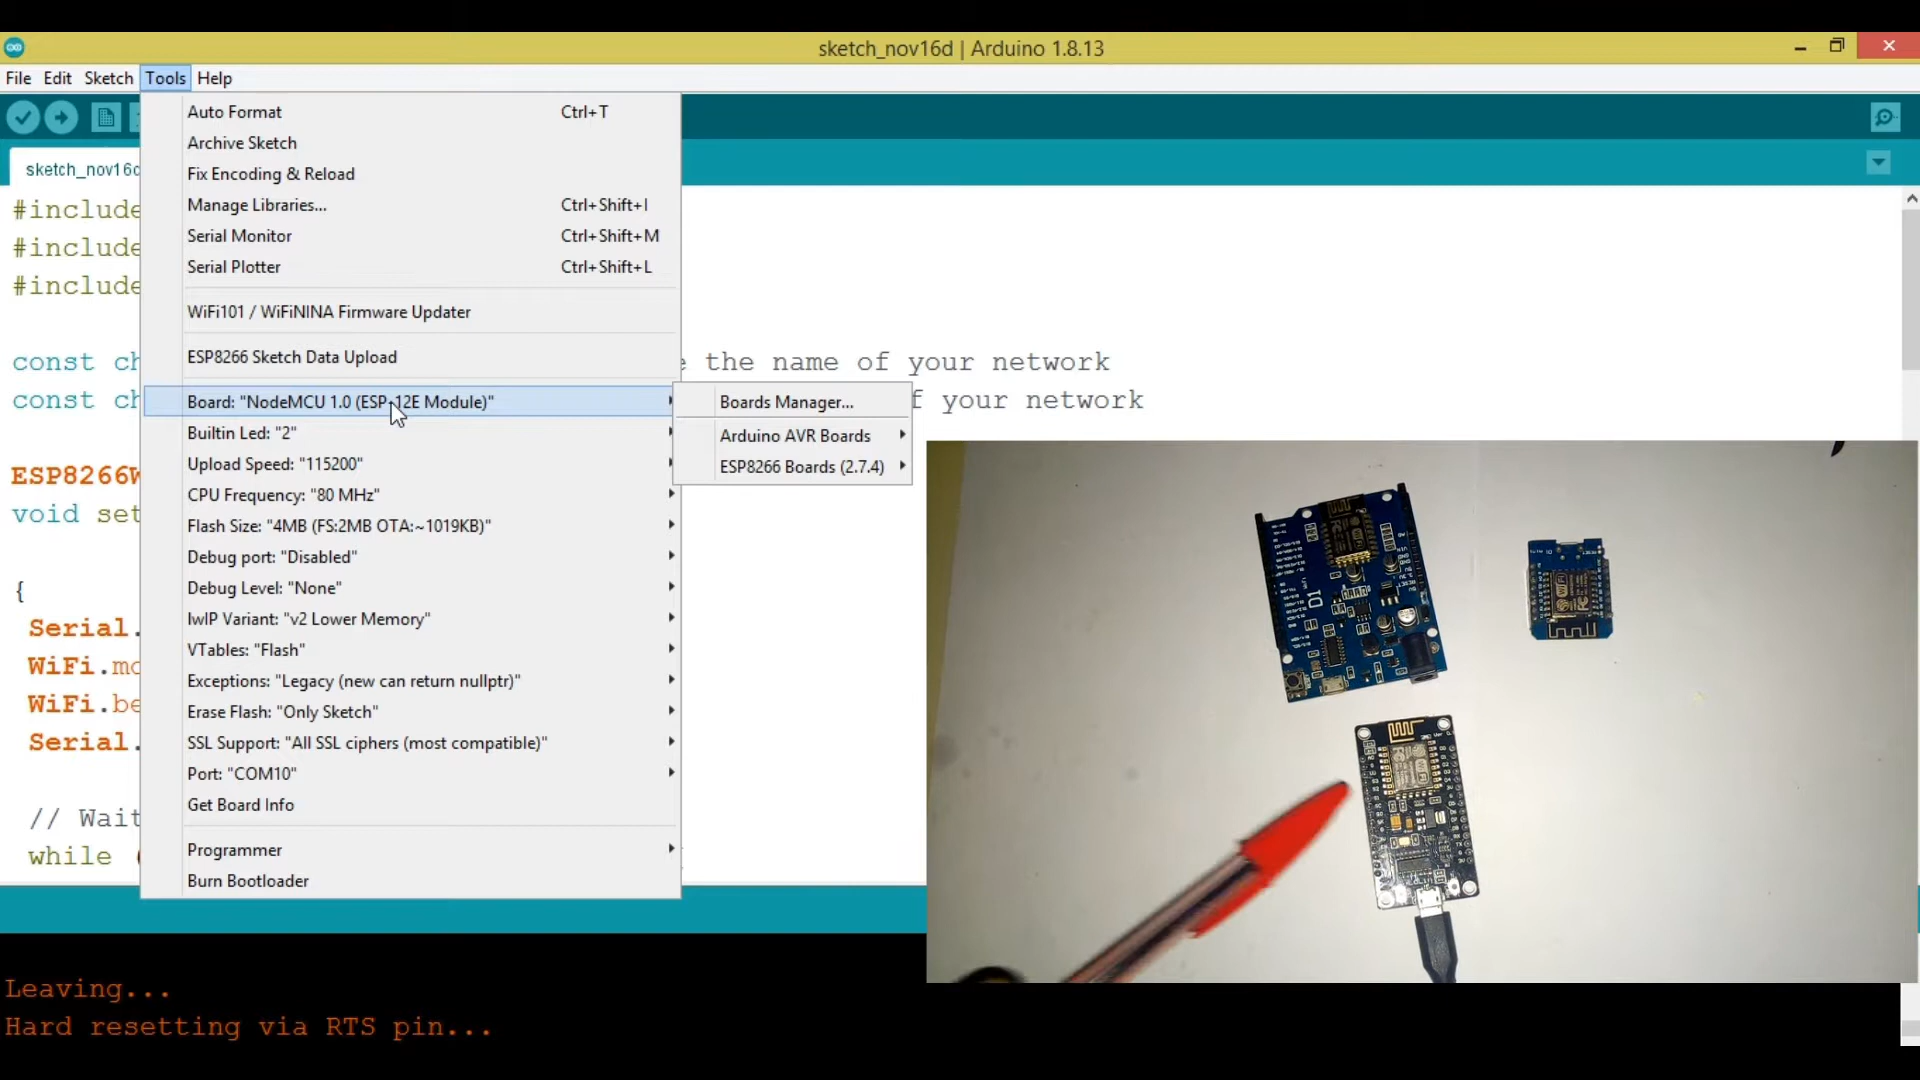 sketch_nov16d | Arduino 1.8.13
File Edit Sketch Tools Help
Auto Format Ctrl+T
Archive Sketch
Fix Encoding & Reload
Manage Libraries... Ctrl+Shift+I
Serial Monitor Ctrl+Shift+M
Serial Plotter Ctrl+Shift+L
WiFi101 / WiFiNINA Firmware Updater
ESP8266 Sketch Data Upload
Board: "NodeMCU 1.0 (ESP-12E Module)"
Builtin Led: "2"
Upload Speed: "115200"
CPU Frequency: "80 MHz"
Flash Size: "4MB (FS:2MB OTA:~1019KB)"
Debug port: "Disabled"
Debug Level: "None"
lwIP Variant: "v2 Lower Memory"
VTables: "Flash"
Exceptions: "Legacy (new can return nullptr)"
Erase Flash: "Only Sketch"
SSL Support: "All SSL ciphers (most compatible)"
Port: "COM10"
Get Board Info
Programmer
Burn Bootloader
Boards Manager...
Arduino AVR Boards
ESP8266 Boards (2.7.4)
sketch_nov16d
#include
#include
#include
const ch e the name of your network
const ch f your network
ESP8266W
void set
{
Serial.
WiFi.mo
WiFi.be
Serial.
// Wait
while (
D1
Leaving...
Hard resetting via RTS pin...